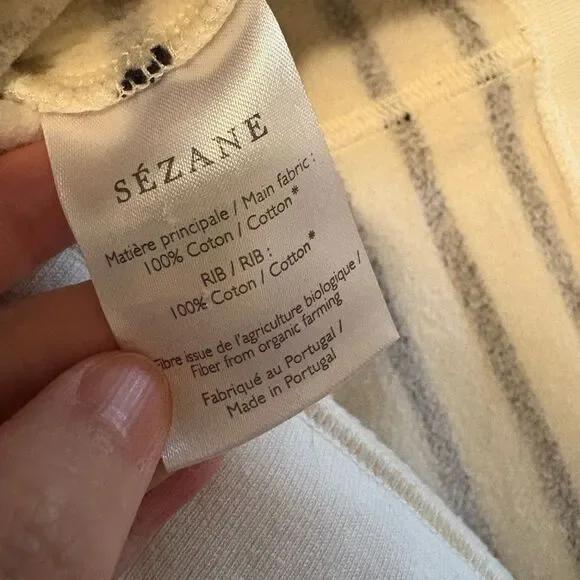 SÉZANE
Matière principale / Main fabric :
100% Coton / Cotton*
RIB / RIB :
100% Coton / Cotton*
Fibre issue de l'agriculture biologique /
Fiber from organic farming
Fabriqué au Portugal /
Made in Portugal